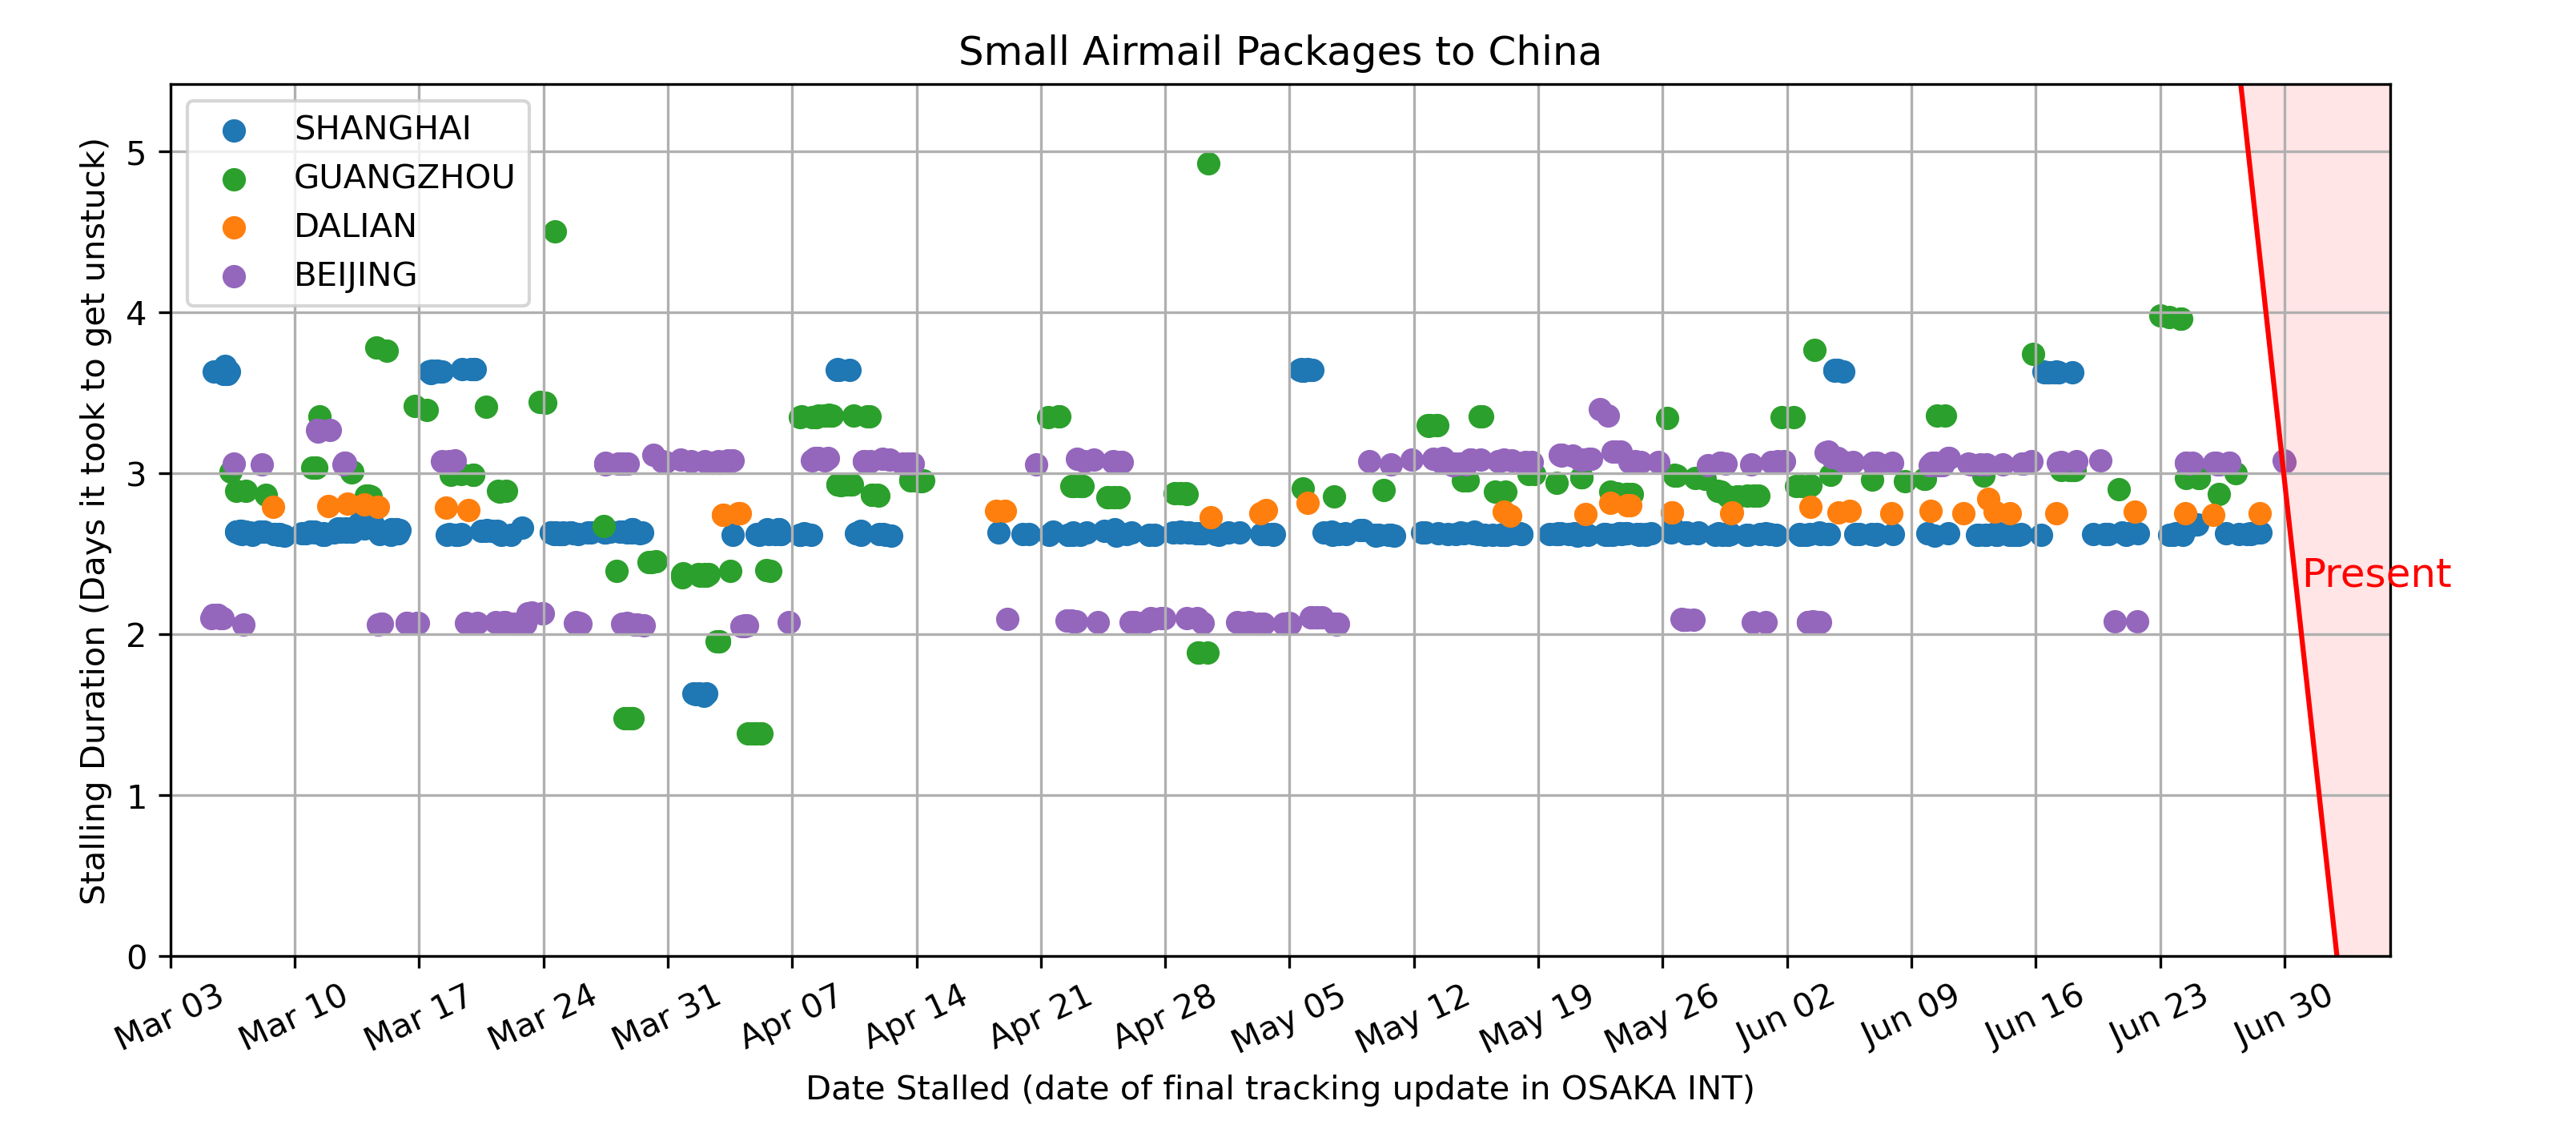 Small Airmail Packages to China
SHANGHAI
GUANGZHOU
DALIAN
BEIJING
Stalling Duration (Days it took to get unstuck)
5
4
3
2
1
0
Present
Mar 03
Mar 10
Mar 17
Mar 24
Mar 31
Apr 07
Apr 14
Apr 21
Apr 28
May 05
May 12
May 19
May 26
Jun 02
Jun 09
Jun 16
Jun 23
Jun 30
Date Stalled (date of final tracking update in OSAKA INT)